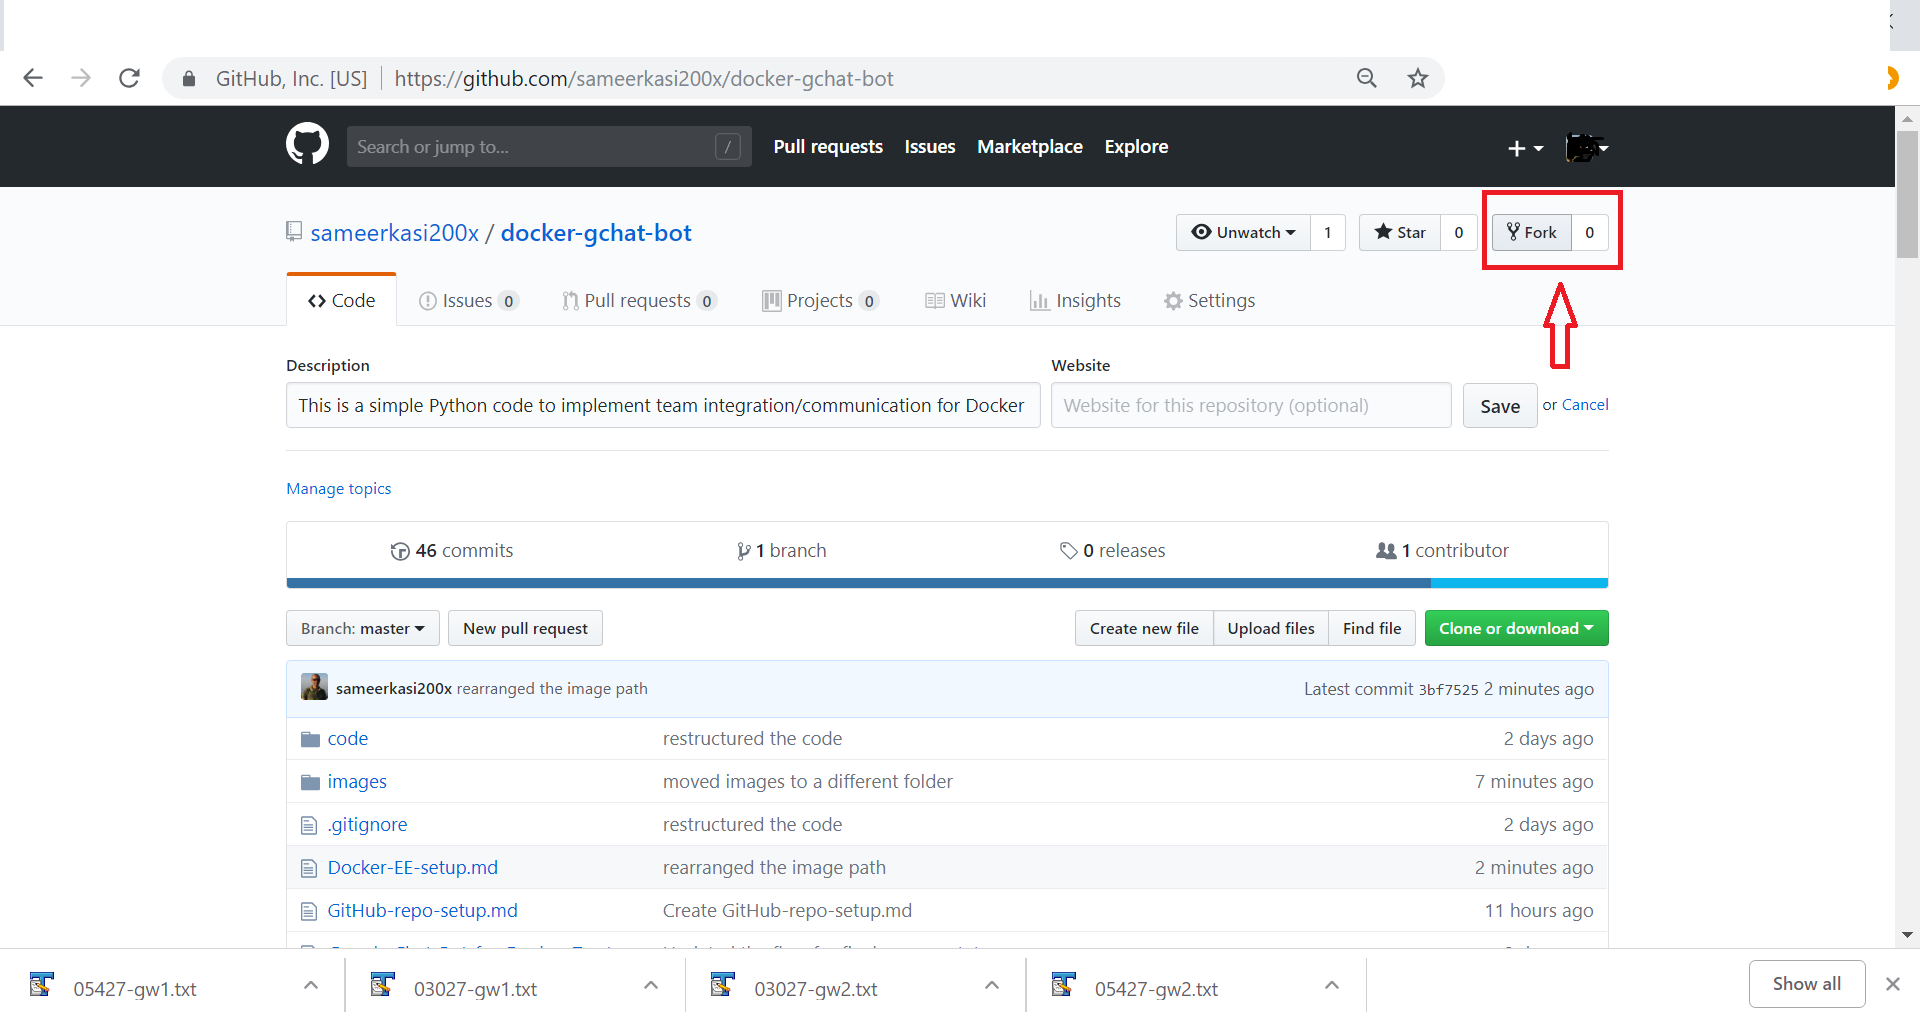 GitHub, Inc. [US] https://github.com/sameerkasi200x/docker-gchat-bot
Search or jump to... / Pull requests Issues Marketplace Explore
sameerkasi200x / docker-gchat-bot Unwatch 1 Star 0 Fork 0
Code Issues 0 Pull requests 0 Projects 0 Wiki Insights Settings
Description Website
This is a simple Python code to implement team integration/communication for Docker Website for this repository (optional) Save or Cancel
Manage topics
46 commits 1 branch 0 releases 1 contributor
Branch: master New pull request Create new file Upload files Find file Clone or download
sameerkasi200x rearranged the image path Latest commit 3bf7525 2 minutes ago
code restructured the code 2 days ago
images moved images to a different folder 7 minutes ago
.gitignore restructured the code 2 days ago
Docker-EE-setup.md rearranged the image path 2 minutes ago
GitHub-repo-setup.md Create GitHub-repo-setup.md 11 hours ago
05427-gw1.txt 03027-gw1.txt 03027-gw2.txt 05427-gw2.txt Show all